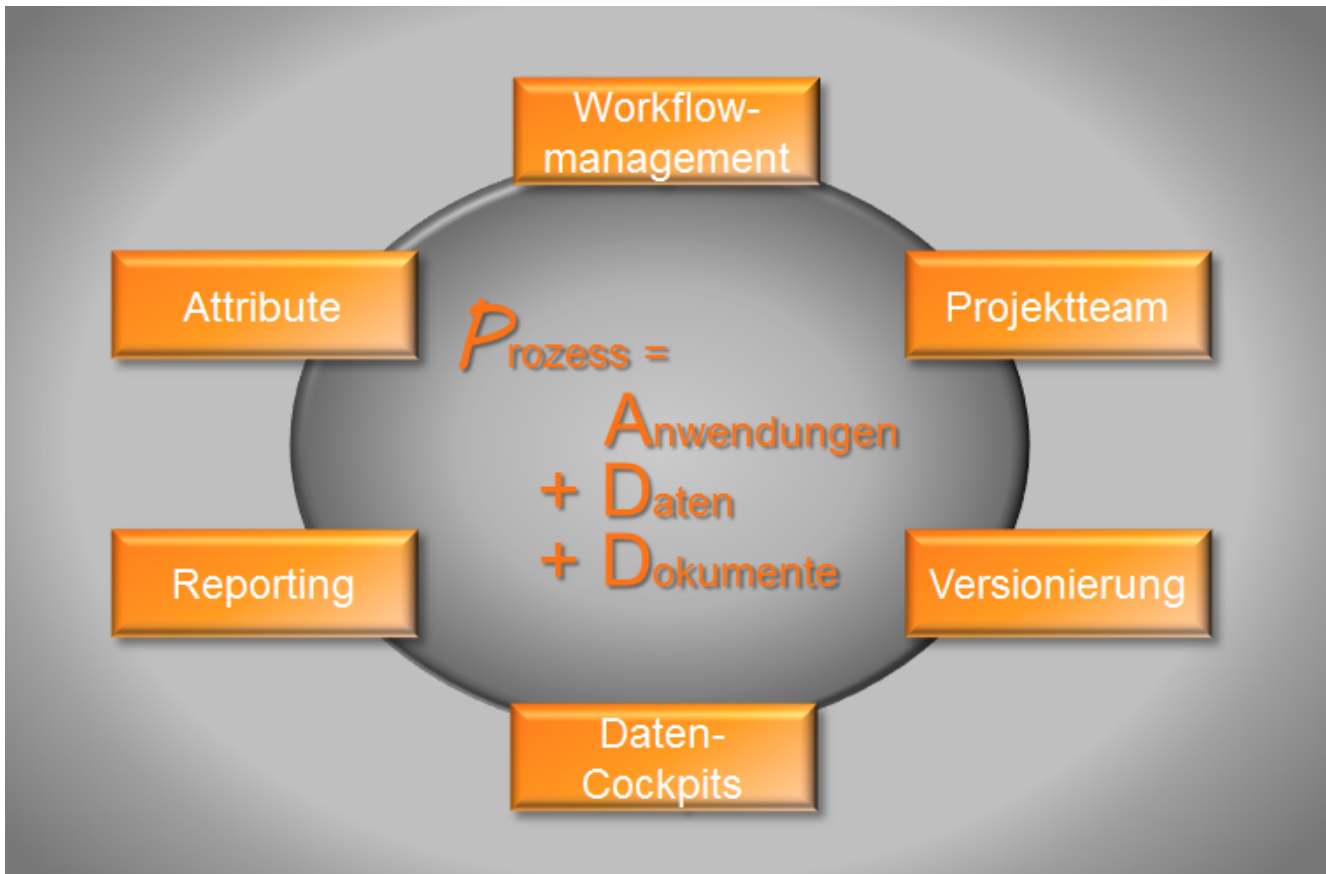 Workflow-
management
Attribute
Projektteam
Prozess =
Anwendungen
+ Daten
+ Dokumente
Reporting
Versionierung
Daten-
Cockpits